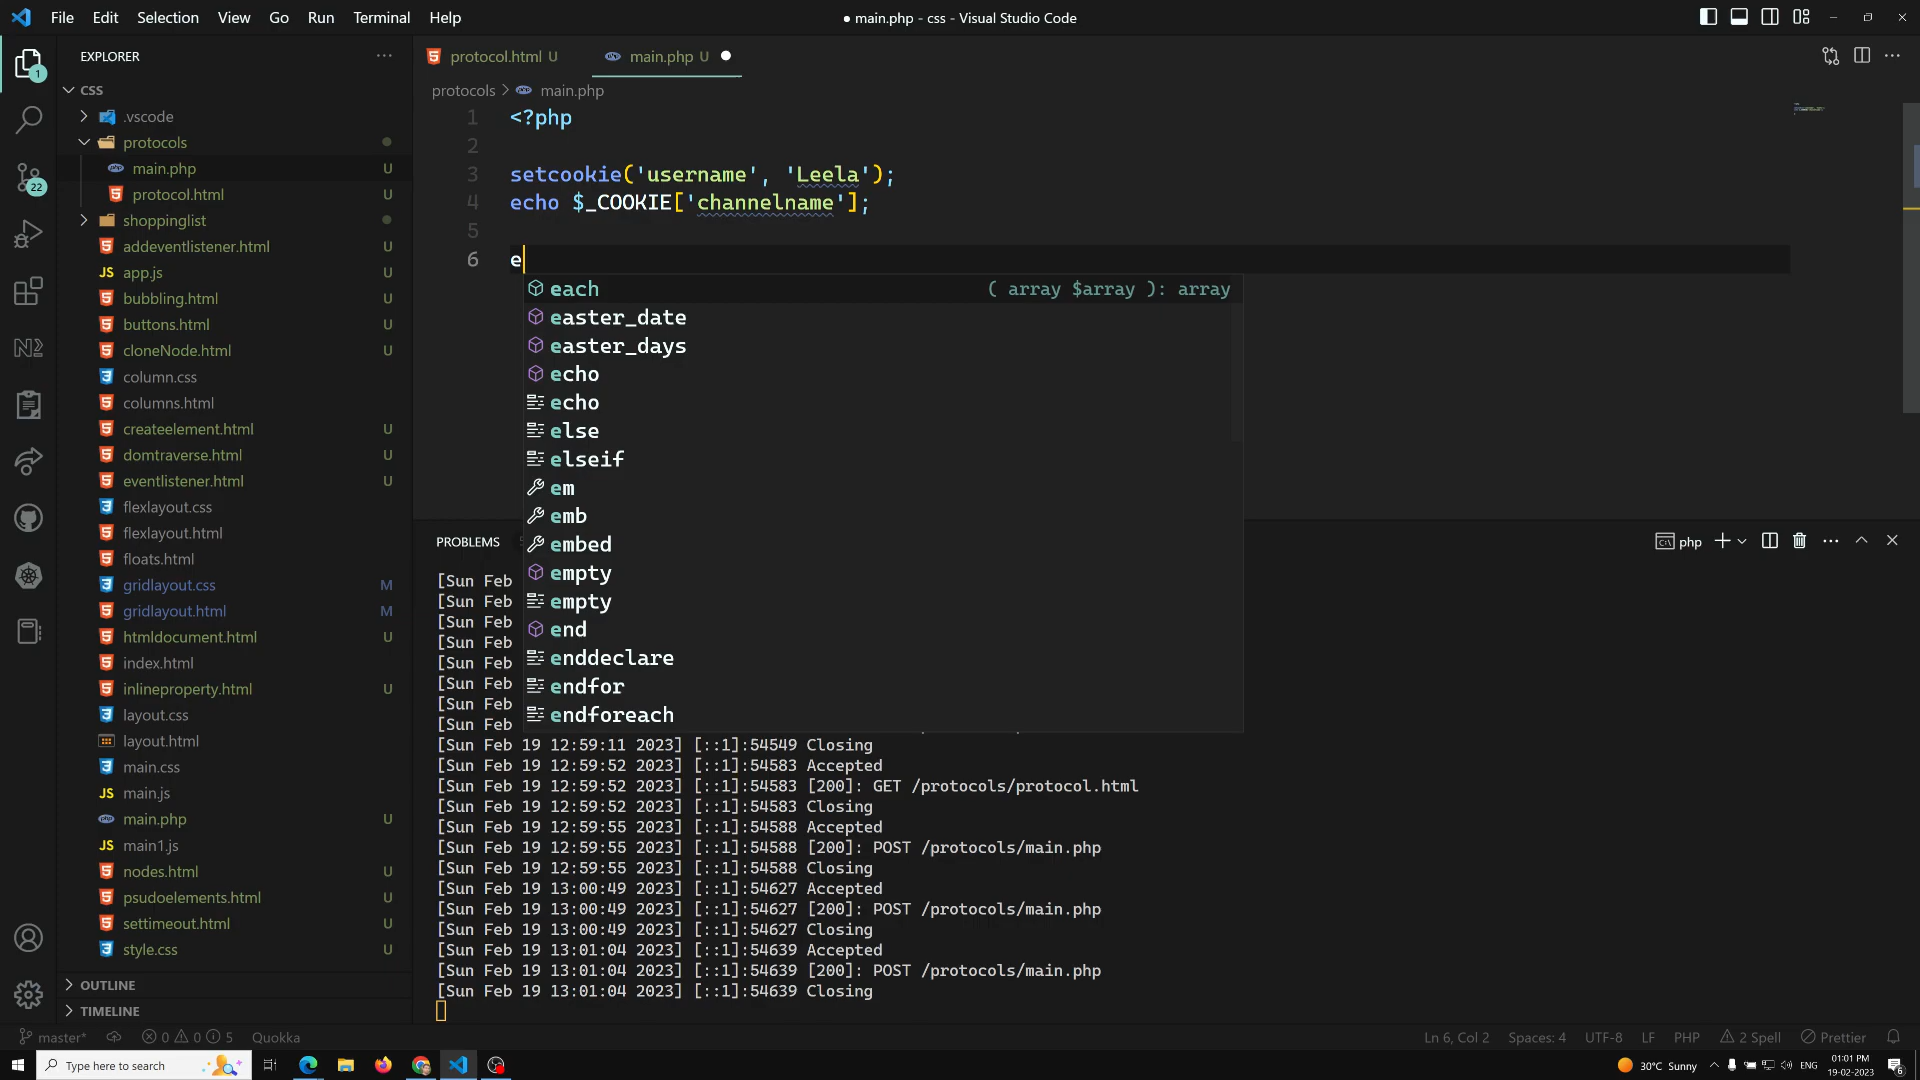 File Edit Selection View Go Run Terminal Help
● main.php - css - Visual Studio Code
EXPLORER
CSS
.vscode
protocols
main.php U
protocol.html U
shoppinglist
addeventlistener.html U
app.js U
bubbling.html U
buttons.html U
cloneNode.html U
column.css
columns.html
createelement.html U
domtraverse.html U
eventlistener.html U
flexlayout.css
flexlayout.html
floats.html
gridlayout.css M
gridlayout.html M
htmldocument.html U
index.html
inlineproperty.html U
layout.css
layout.html
main.css
main.js
main.php U
main1.js
nodes.html U
psudoelements.html U
settimeout.html U
style.css U
OUTLINE
TIMELINE
1
22
protocol.html U
main.php U
protocols > main.php
1 <?php
2
3 setcookie('username', 'Leela');
4 echo $_COOKIE['channelname'];
5
6 e
each ( array $array ): array
easter_date
easter_days
echo
echo
else
elseif
em
emb
embed
empty
empty
end
enddeclare
endfor
endforeach
PROBLEMS
php
[Sun Feb
[Sun Feb
[Sun Feb
[Sun Feb
[Sun Feb
[Sun Feb
[Sun Feb
[Sun Feb
[Sun Feb 19 12:59:11 2023] [::1]:54549 Closing
[Sun Feb 19 12:59:52 2023] [::1]:54583 Accepted
[Sun Feb 19 12:59:52 2023] [::1]:54583 [200]: GET /protocols/protocol.html
[Sun Feb 19 12:59:52 2023] [::1]:54583 Closing
[Sun Feb 19 12:59:55 2023] [::1]:54588 Accepted
[Sun Feb 19 12:59:55 2023] [::1]:54588 [200]: POST /protocols/main.php
[Sun Feb 19 12:59:55 2023] [::1]:54588 Closing
[Sun Feb 19 13:00:49 2023] [::1]:54627 Accepted
[Sun Feb 19 13:00:49 2023] [::1]:54627 [200]: POST /protocols/main.php
[Sun Feb 19 13:00:49 2023] [::1]:54627 Closing
[Sun Feb 19 13:01:04 2023] [::1]:54639 Accepted
[Sun Feb 19 13:01:04 2023] [::1]:54639 [200]: POST /protocols/main.php
[Sun Feb 19 13:01:04 2023] [::1]:54639 Closing
master* 0 0 5 Quokka
Ln 6, Col 2 Spaces: 4 UTF-8 LF PHP 2 Spell Prettier
Type here to search
30°C Sunny ENG
01:01 PM
19-02-2023
6